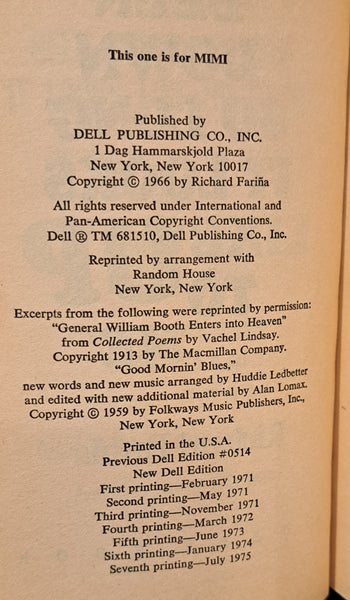 This one is for MIMI
Published by
DELL PUBLISHING CO., INC.
1 Dag Hammarskjold Plaza
New York, New York 10017
Copyright © 1966 by Richard Fariña
All rights reserved under International and
Pan-American Copyright Conventions.
Dell ® TM 681510, Dell Publishing Co., Inc.
Reprinted by arrangement with
Random House
New York, New York
Excerpts from the following were reprinted by permission:
"General William Booth Enters into Heaven"
from Collected Poems by Vachel Lindsay.
Copyright 1913 by The Macmillan Company.
"Good Mornin' Blues,"
new words and new music arranged by Huddie Ledbetter
and edited with new additional material by Alan Lomax.
Copyright © 1959 by Folkways Music Publishers, Inc.,
New York, New York
Printed in the U.S.A.
Previous Dell Edition #0514
New Dell Edition
First printing—February 1971
Second printing—May 1971
Third printing—November 1971
Fourth printing—March 1972
Fifth printing—June 1973
Sixth printing—January 1974
Seventh printing—July 1975